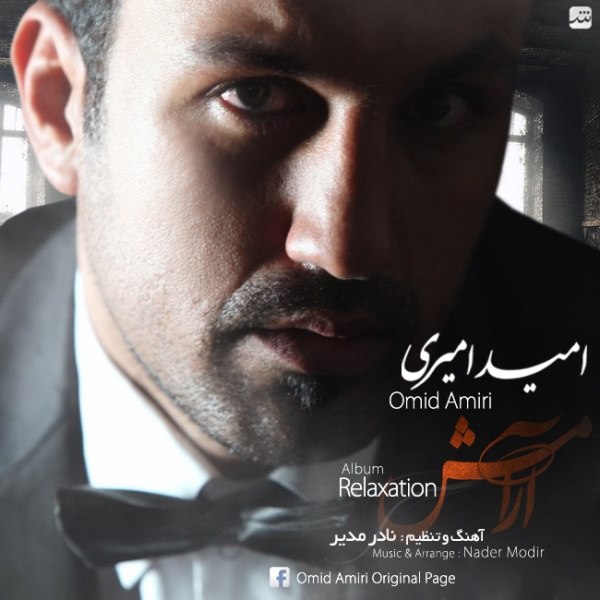 امید امیری
Omid Amiri
آرامش
Album
Relaxation
آهنگ و تنظیم : نادر مدیر
Music & Arrange : Nader Modir
Omid Amiri Original Page